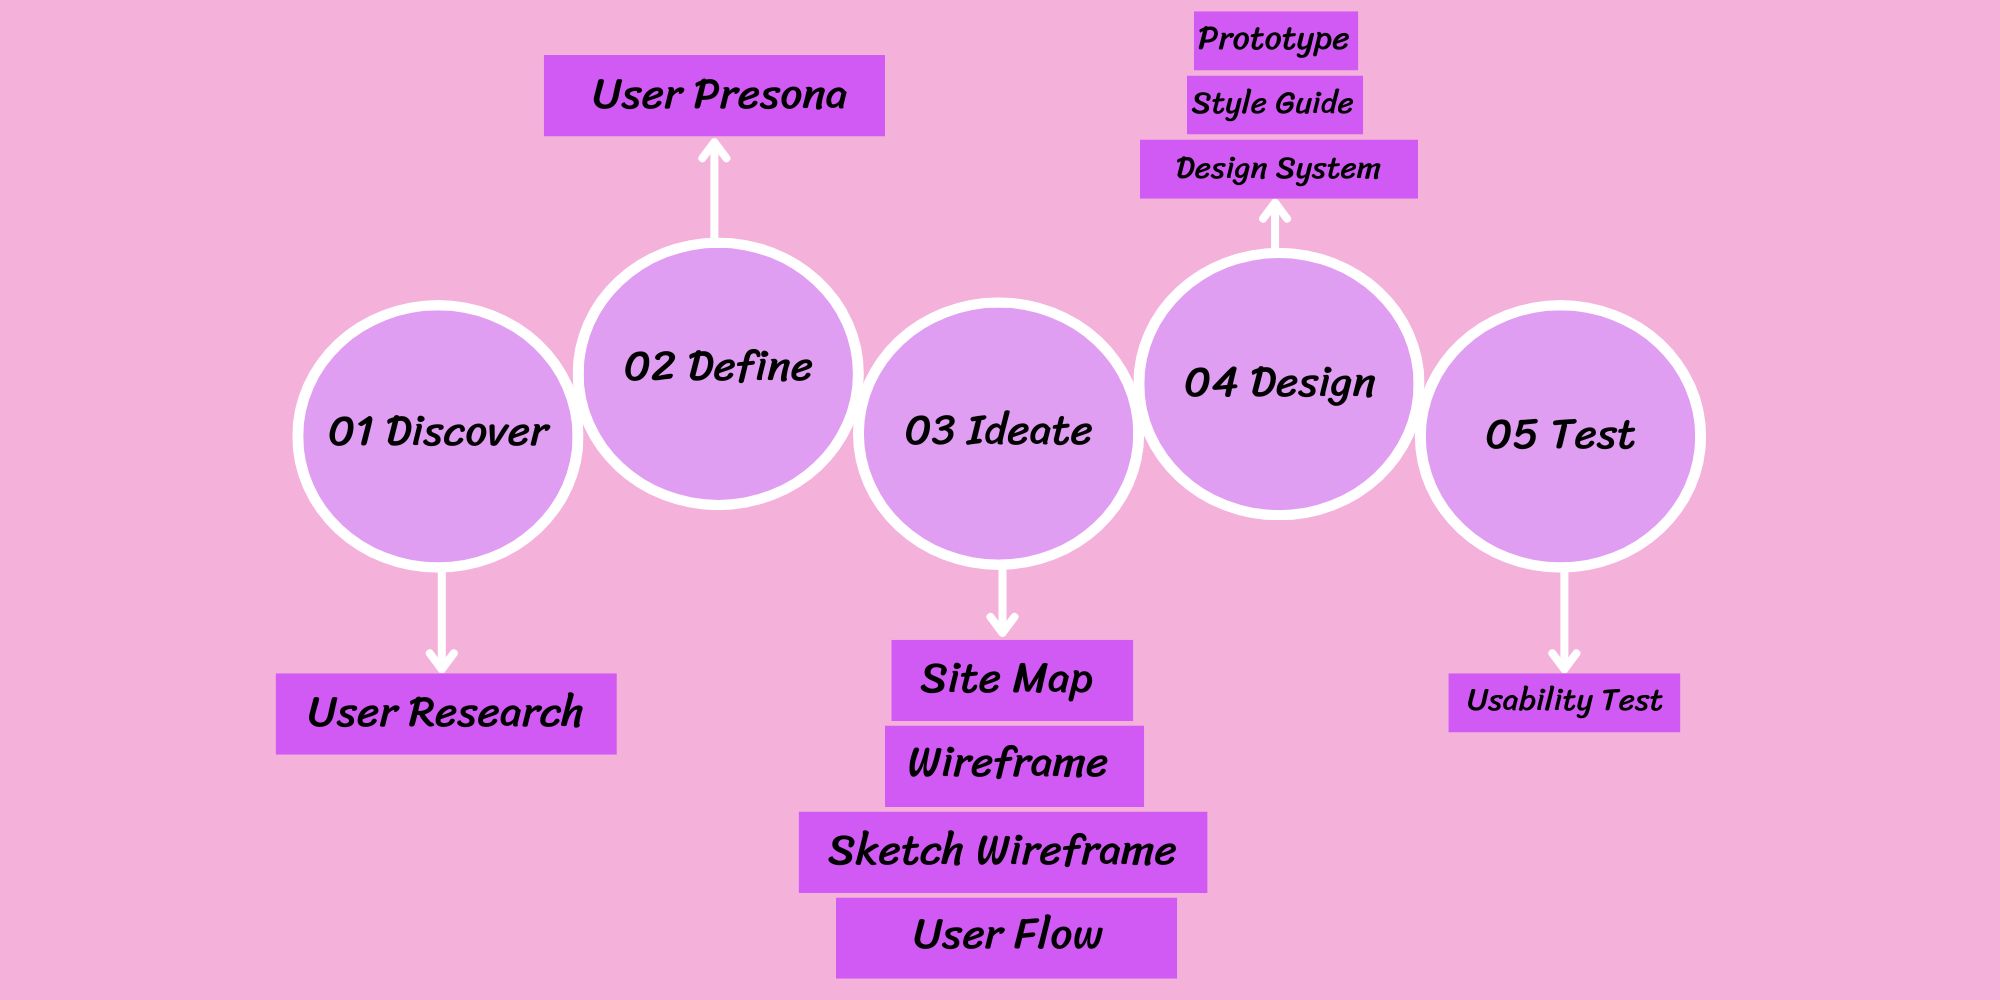 01 Discover
User Research
02 Define
User Presona
03 Ideate
Site Map
Wireframe
Sketch Wireframe
User Flow
04 Design
Prototype
Style Guide
Design System
05 Test
Usability Test